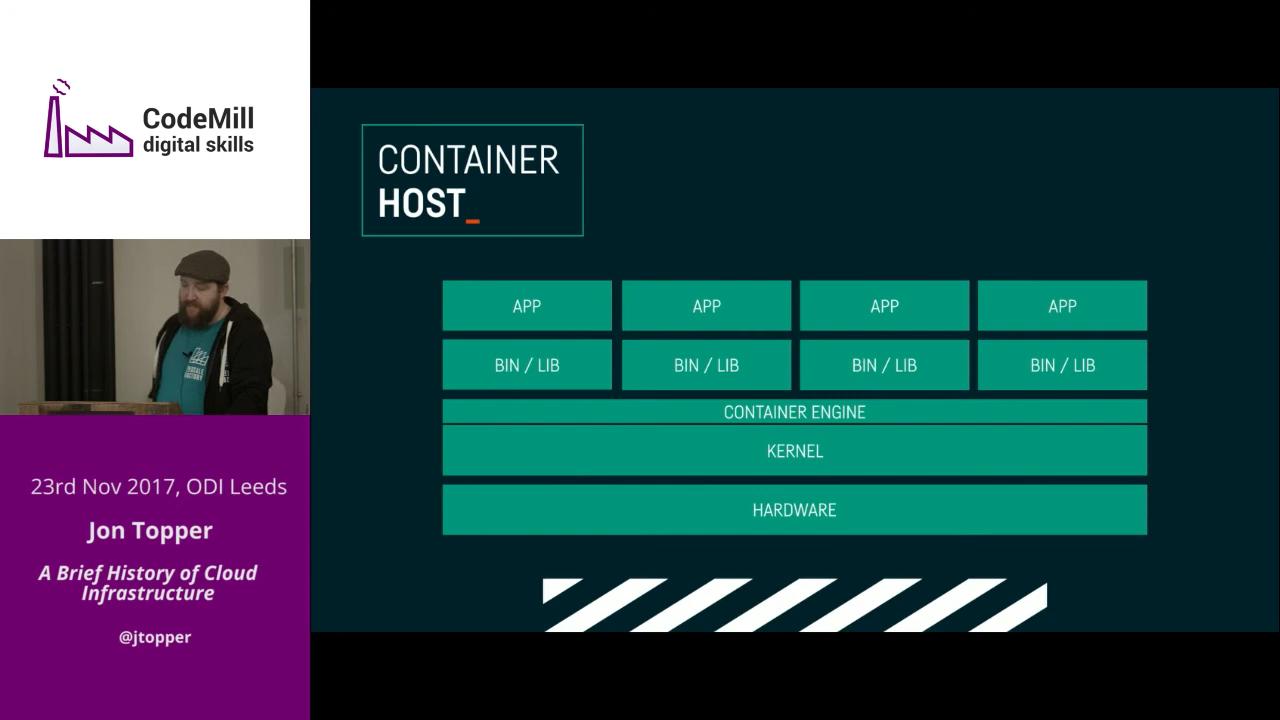 CodeMill
digital skills
23rd Nov 2017, ODI Leeds
Jon Topper
A Brief History of Cloud
Infrastructure
@jtopper
CONTAINER
HOST_
APP APP APP APP
BIN / LIB BIN / LIB BIN / LIB BIN / LIB
CONTAINER ENGINE
KERNEL
HARDWARE